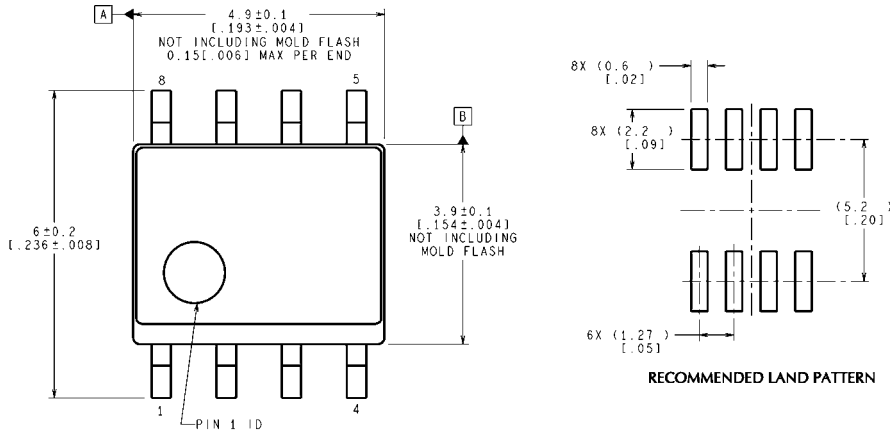 A
4.9±0.1
[.193±.004]
NOT INCLUDING MOLD FLASH
0.15[.006] MAX PER END
8
5
B
6±0.2
[.236±.008]
3.9±0.1
[.154±.004]
NOT INCLUDING
MOLD FLASH
1
4
PIN 1 ID
8X (0.6 )
[.02]
8X (2.2 )
[.09]
(5.2 )
[.20]
6X (1.27 )
[.05]
RECOMMENDED LAND PATTERN